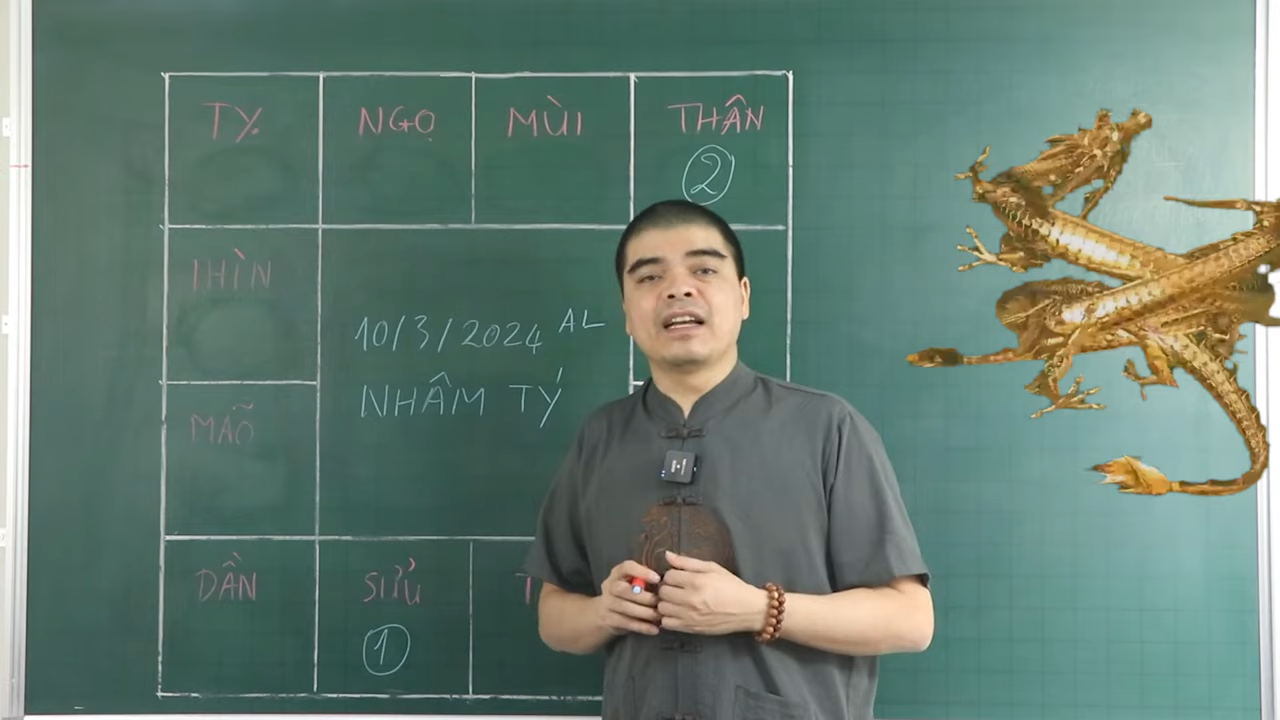 TỴ
NGỌ
MÙI
THÂN
2
THÌN
10/3/2024 AL
NHÂM TÝ
MÃO
DẦN
SỬU
T
1